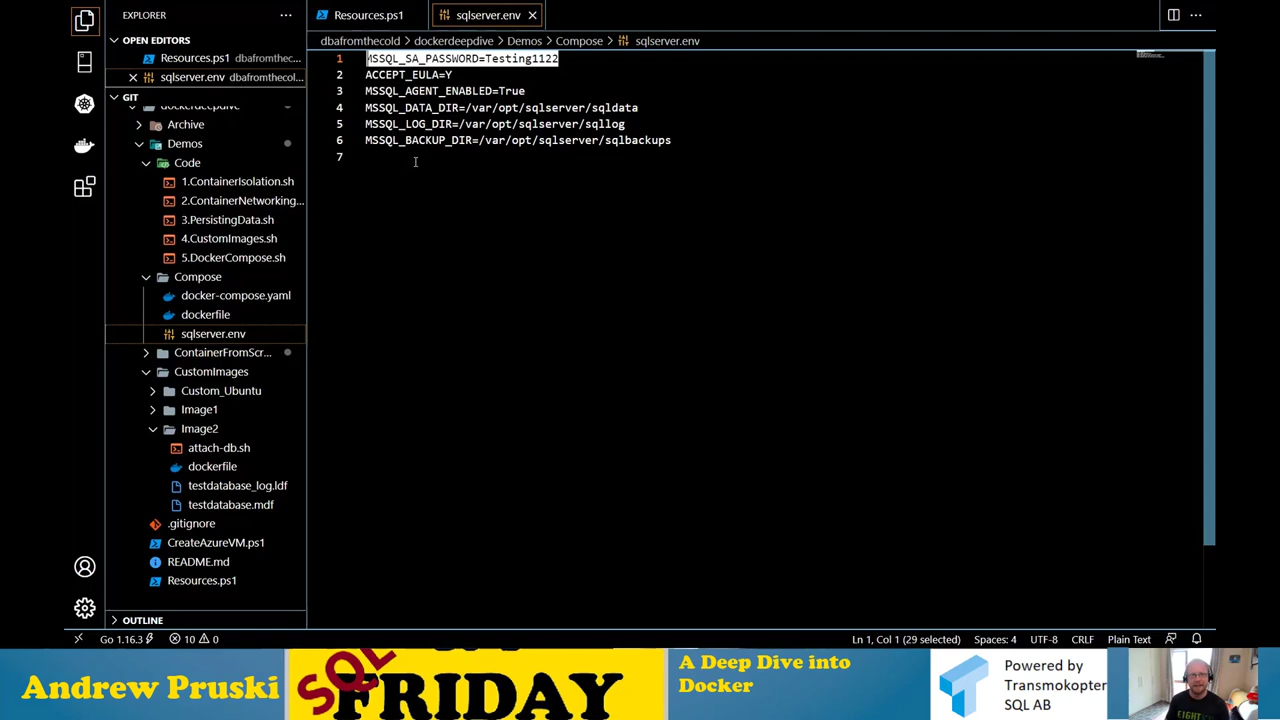 EXPLORER
OPEN EDITORS
Resources.ps1 dbafromthec...
sqlserver.env dbafromthecol...
GIT
dockerdeepdive
Archive
Demos
Code
1.ContainerIsolation.sh
2.ContainerNetworking,...
3.PersistingData.sh
4.CustomImages.sh
5.DockerCompose.sh
Compose
docker-compose.yaml
dockerfile
sqlserver.env
ContainerFromScr...
CustomImages
Custom_Ubuntu
Image1
Image2
attach-db.sh
dockerfile
testdatabase_log.ldf
testdatabase.mdf
.gitignore
CreateAzureVM.ps1
README.md
Resources.ps1
OUTLINE
Resources.ps1 sqlserver.env
dbafromthecold > dockerdeepdive > Demos > Compose > sqlserver.env
1 MSSQL_SA_PASSWORD=Testing1122
2 ACCEPT_EULA=Y
3 MSSQL_AGENT_ENABLED=True
4 MSSQL_DATA_DIR=/var/opt/sqlserver/sqldata
5 MSSQL_LOG_DIR=/var/opt/sqlserver/sqllog
6 MSSQL_BACKUP_DIR=/var/opt/sqlserver/sqlbackups
7
Go 1.16.3 10 0 Ln 1, Col 1 (29 selected) Spaces: 4 UTF-8 CRLF Plain Text
Andrew Pruski
SQL
FRIDAY
A Deep Dive into
Docker
Powered by
Transmokopter
SQL AB
EIGHT